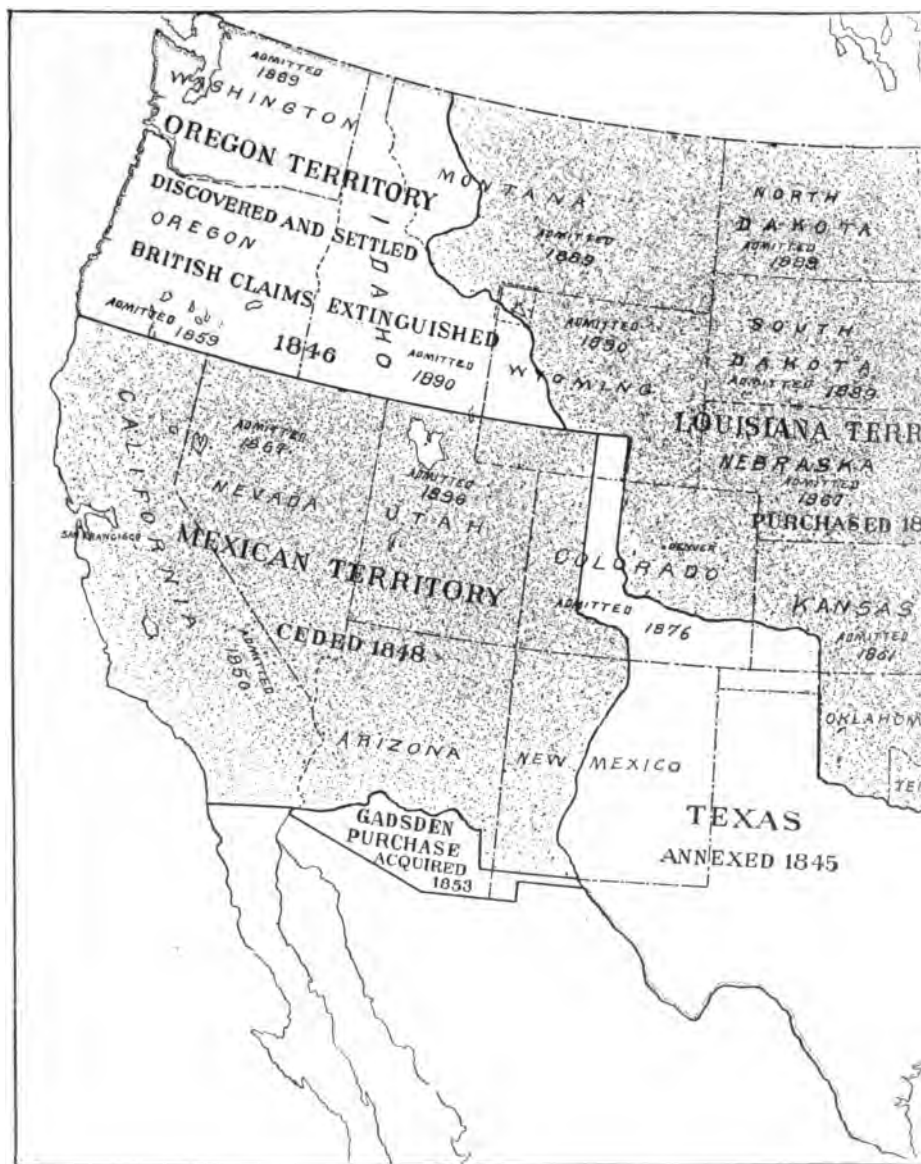 ADMITTED
1889
WASHINGTON
OREGON TERRITORY
DISCOVERED AND SETTLED
OREGON
BRITISH CLAIMS EXTINGUISHED
ADMITTED 1859
1846
IDAHO
ADMITTED
1890
MONTANA
ADMITTED
1889
NORTH
DAKOTA
ADMITTED
1889
ADMITTED
1890
WYOMING
SOUTH
DAKOTA
ADMITTED
1889
LOUISIANA TERR
NEBRASKA
ADMITTED
1867
PURCHASED 18
CALIFORNIA
SAN FRANCISCO
ADMITTED
1850
ADMITTED
NEVADA
ADMITTED
1896
UTAH
MEXICAN TERRITORY
CEDED 1848
COLORADO
DENVER
ADMITTED
1876
KANSAS
ADMITTED
1861
OKLAHOM
TE
ARIZONA
NEW MEXICO
TEXAS
ANNEXED 1845
GADSDEN
PURCHASE
ACQUIRED
1853